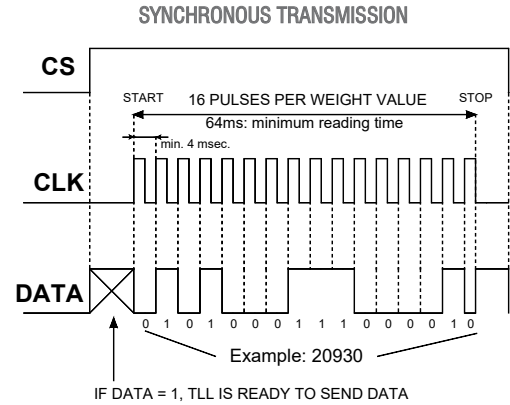 SYNCHRONOUS TRANSMISSION
CS
START 16 PULSES PER WEIGHT VALUE STOP
64ms: minimum reading time
min. 4 msec.
CLK
DATA
0 1 0 1 0 0 0 1 1 1 0 0 0 0 1 0
Example: 20930
IF DATA = 1, TLL IS READY TO SEND DATA